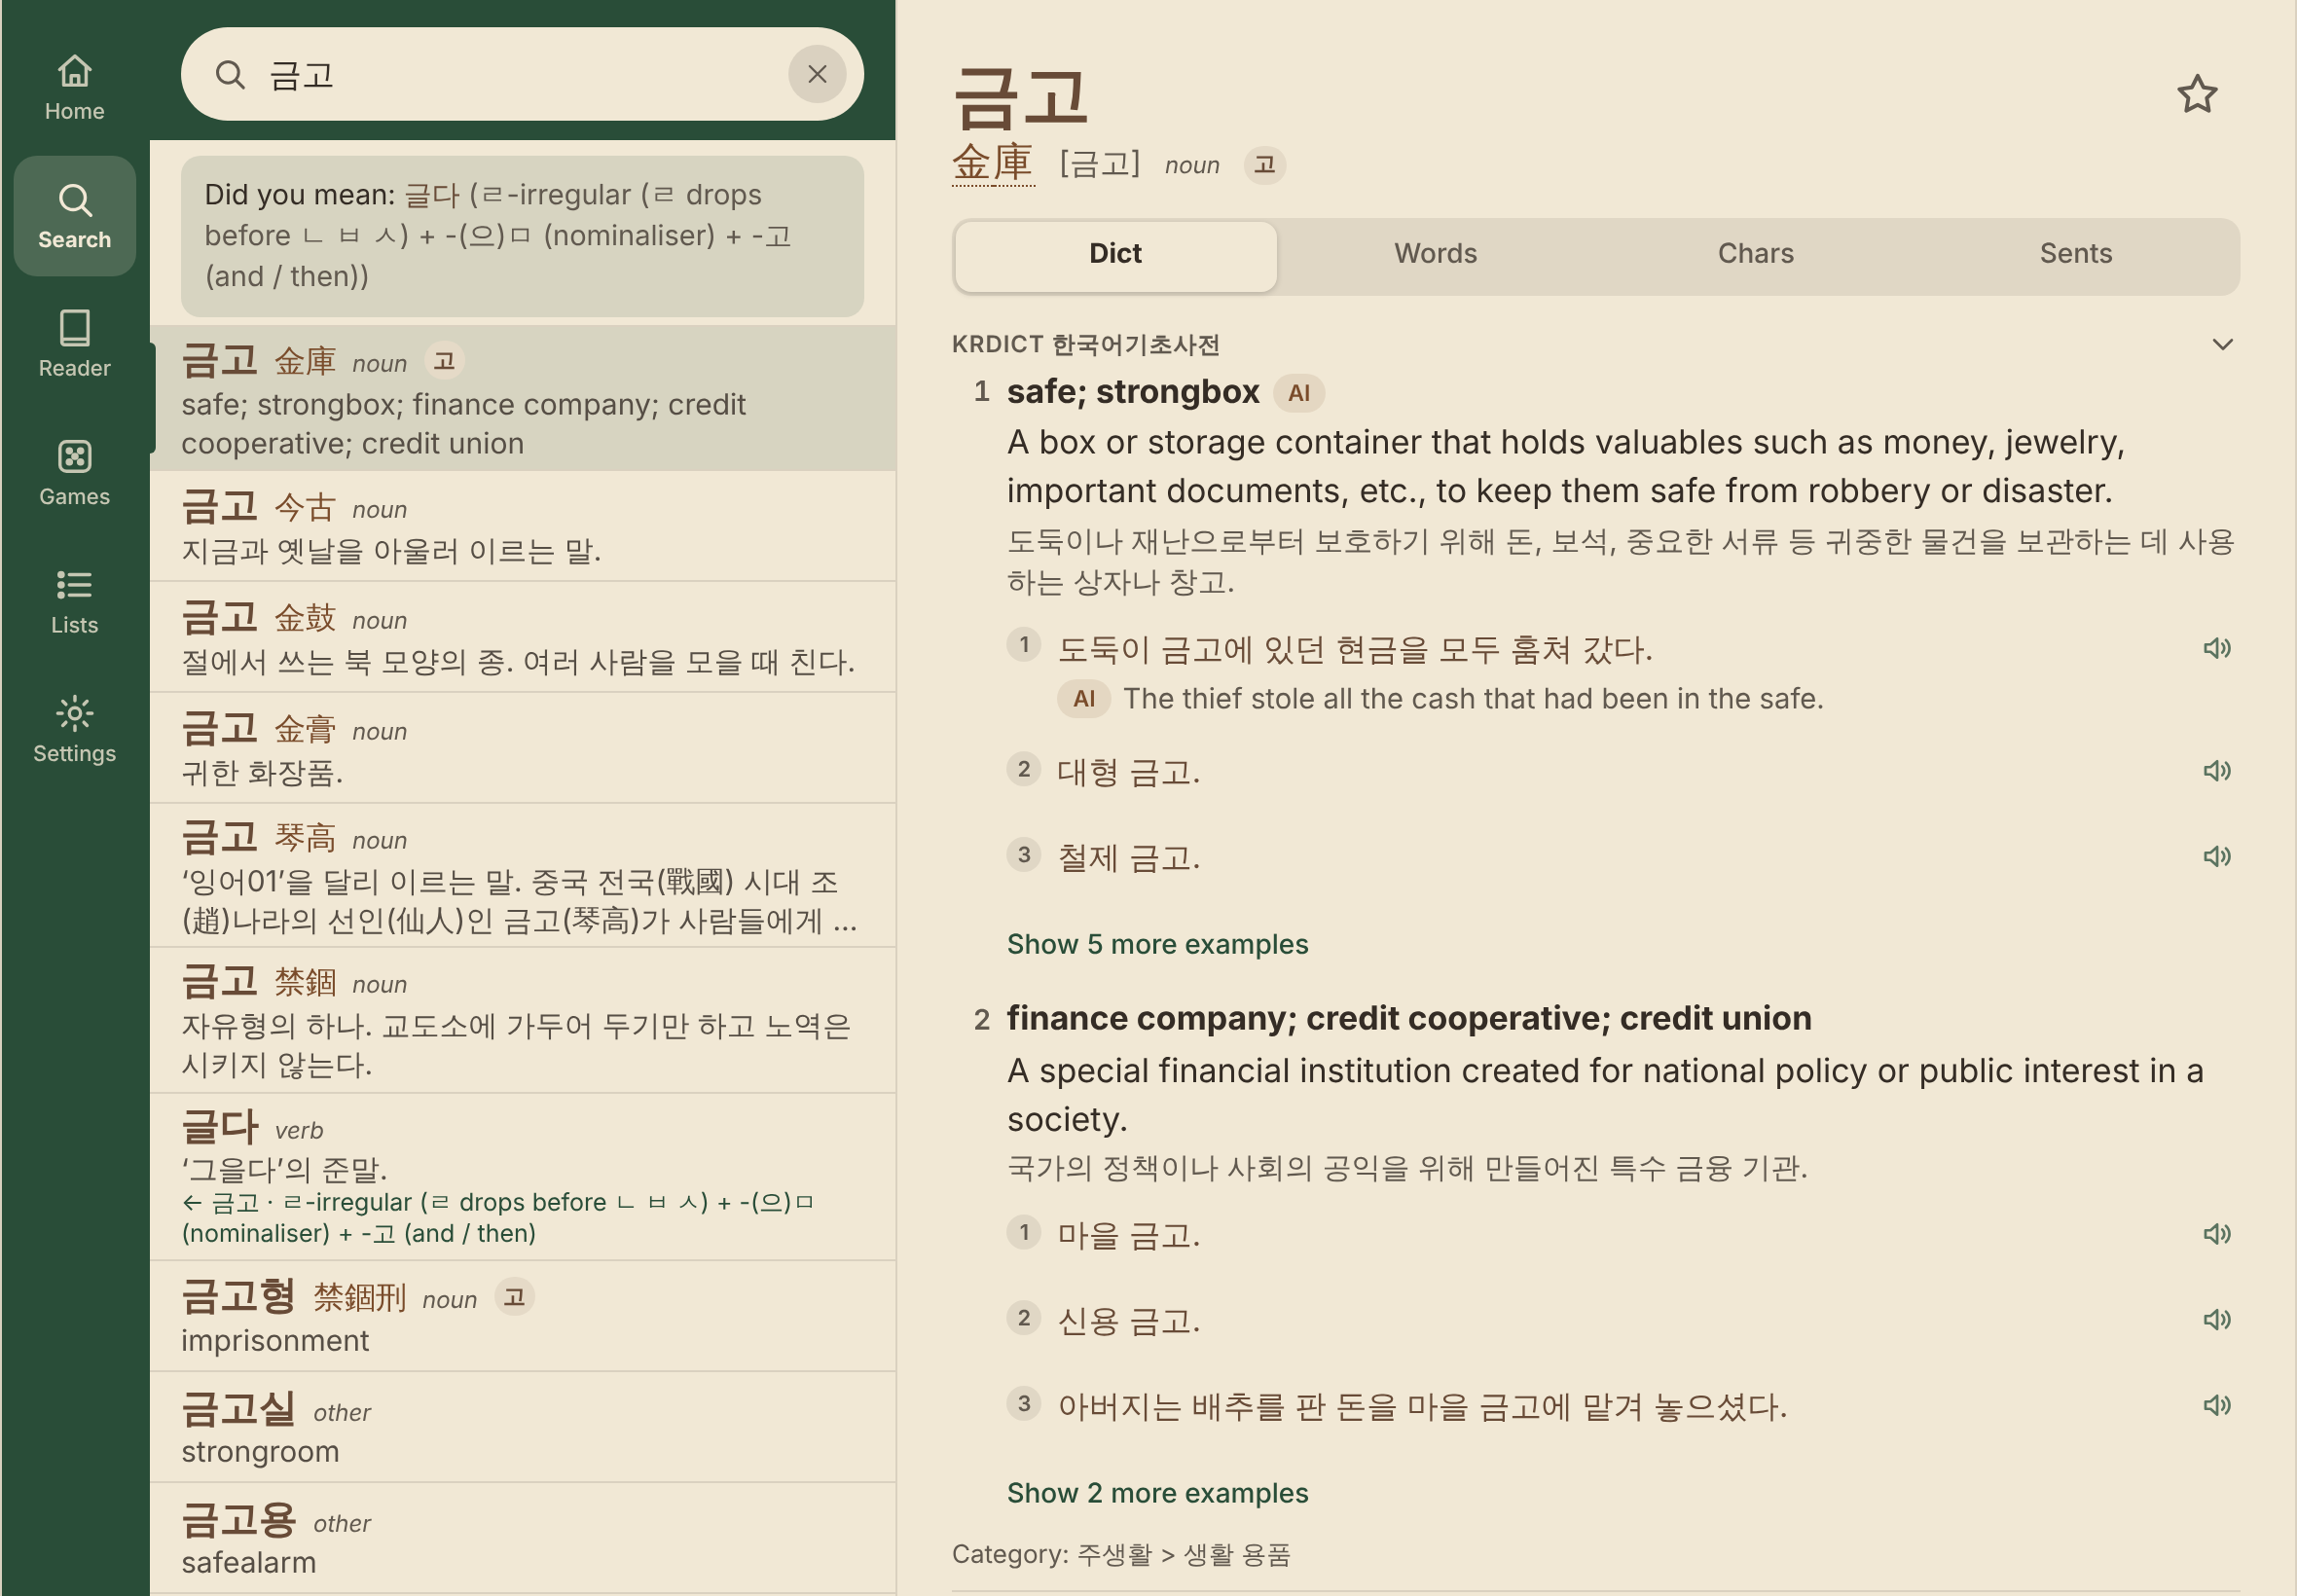 Home
Search
Reader
Games
Lists
Settings
금고
Did you mean: 글다 (ㄹ-irregular (ㄹ drops
before ㄴ ㅂ ㅅ) + -(으)ㅁ (nominaliser) + -고
(and / then))
금고 金庫 noun 고
safe; strongbox; finance company; credit
cooperative; credit union
금고 今古 noun
지금과 옛날을 아울러 이르는 말.
금고 金鼓 noun
절에서 쓰는 북 모양의 종. 여러 사람을 모을 때 친다.
금고 金膏 noun
귀한 화장품.
금고 琴高 noun
‘잉어01’을 달리 이르는 말. 중국 전국(戰國) 시대 조
(趙)나라의 선인(仙人)인 금고(琴高)가 사람들에게 ...
금고 禁錮 noun
자유형의 하나. 교도소에 가두어 두기만 하고 노역은
시키지 않는다.
글다 verb
‘그을다’의 준말.
← 금고 · ㄹ-irregular (ㄹ drops before ㄴ ㅂ ㅅ) + -(으)ㅁ
(nominaliser) + -고 (and / then)
금고형 禁錮刑 noun 고
imprisonment
금고실 other
strongroom
금고용 other
safealarm
금고
金庫 [금고] noun 고
Dict Words Chars Sents
KRDICT 한국어기초사전
1 safe; strongbox AI
A box or storage container that holds valuables such as money, jewelry,
important documents, etc., to keep them safe from robbery or disaster.
도둑이나 재난으로부터 보호하기 위해 돈, 보석, 중요한 서류 등 귀중한 물건을 보관하는 데 사용
하는 상자나 창고.
1 도둑이 금고에 있던 현금을 모두 훔쳐 갔다.
AI The thief stole all the cash that had been in the safe.
2 대형 금고.
3 철제 금고.
Show 5 more examples
2 finance company; credit cooperative; credit union
A special financial institution created for national policy or public interest in a
society.
국가의 정책이나 사회의 공익을 위해 만들어진 특수 금융 기관.
1 마을 금고.
2 신용 금고.
3 아버지는 배추를 판 돈을 마을 금고에 맡겨 놓으셨다.
Show 2 more examples
Category: 주생활 > 생활 용품